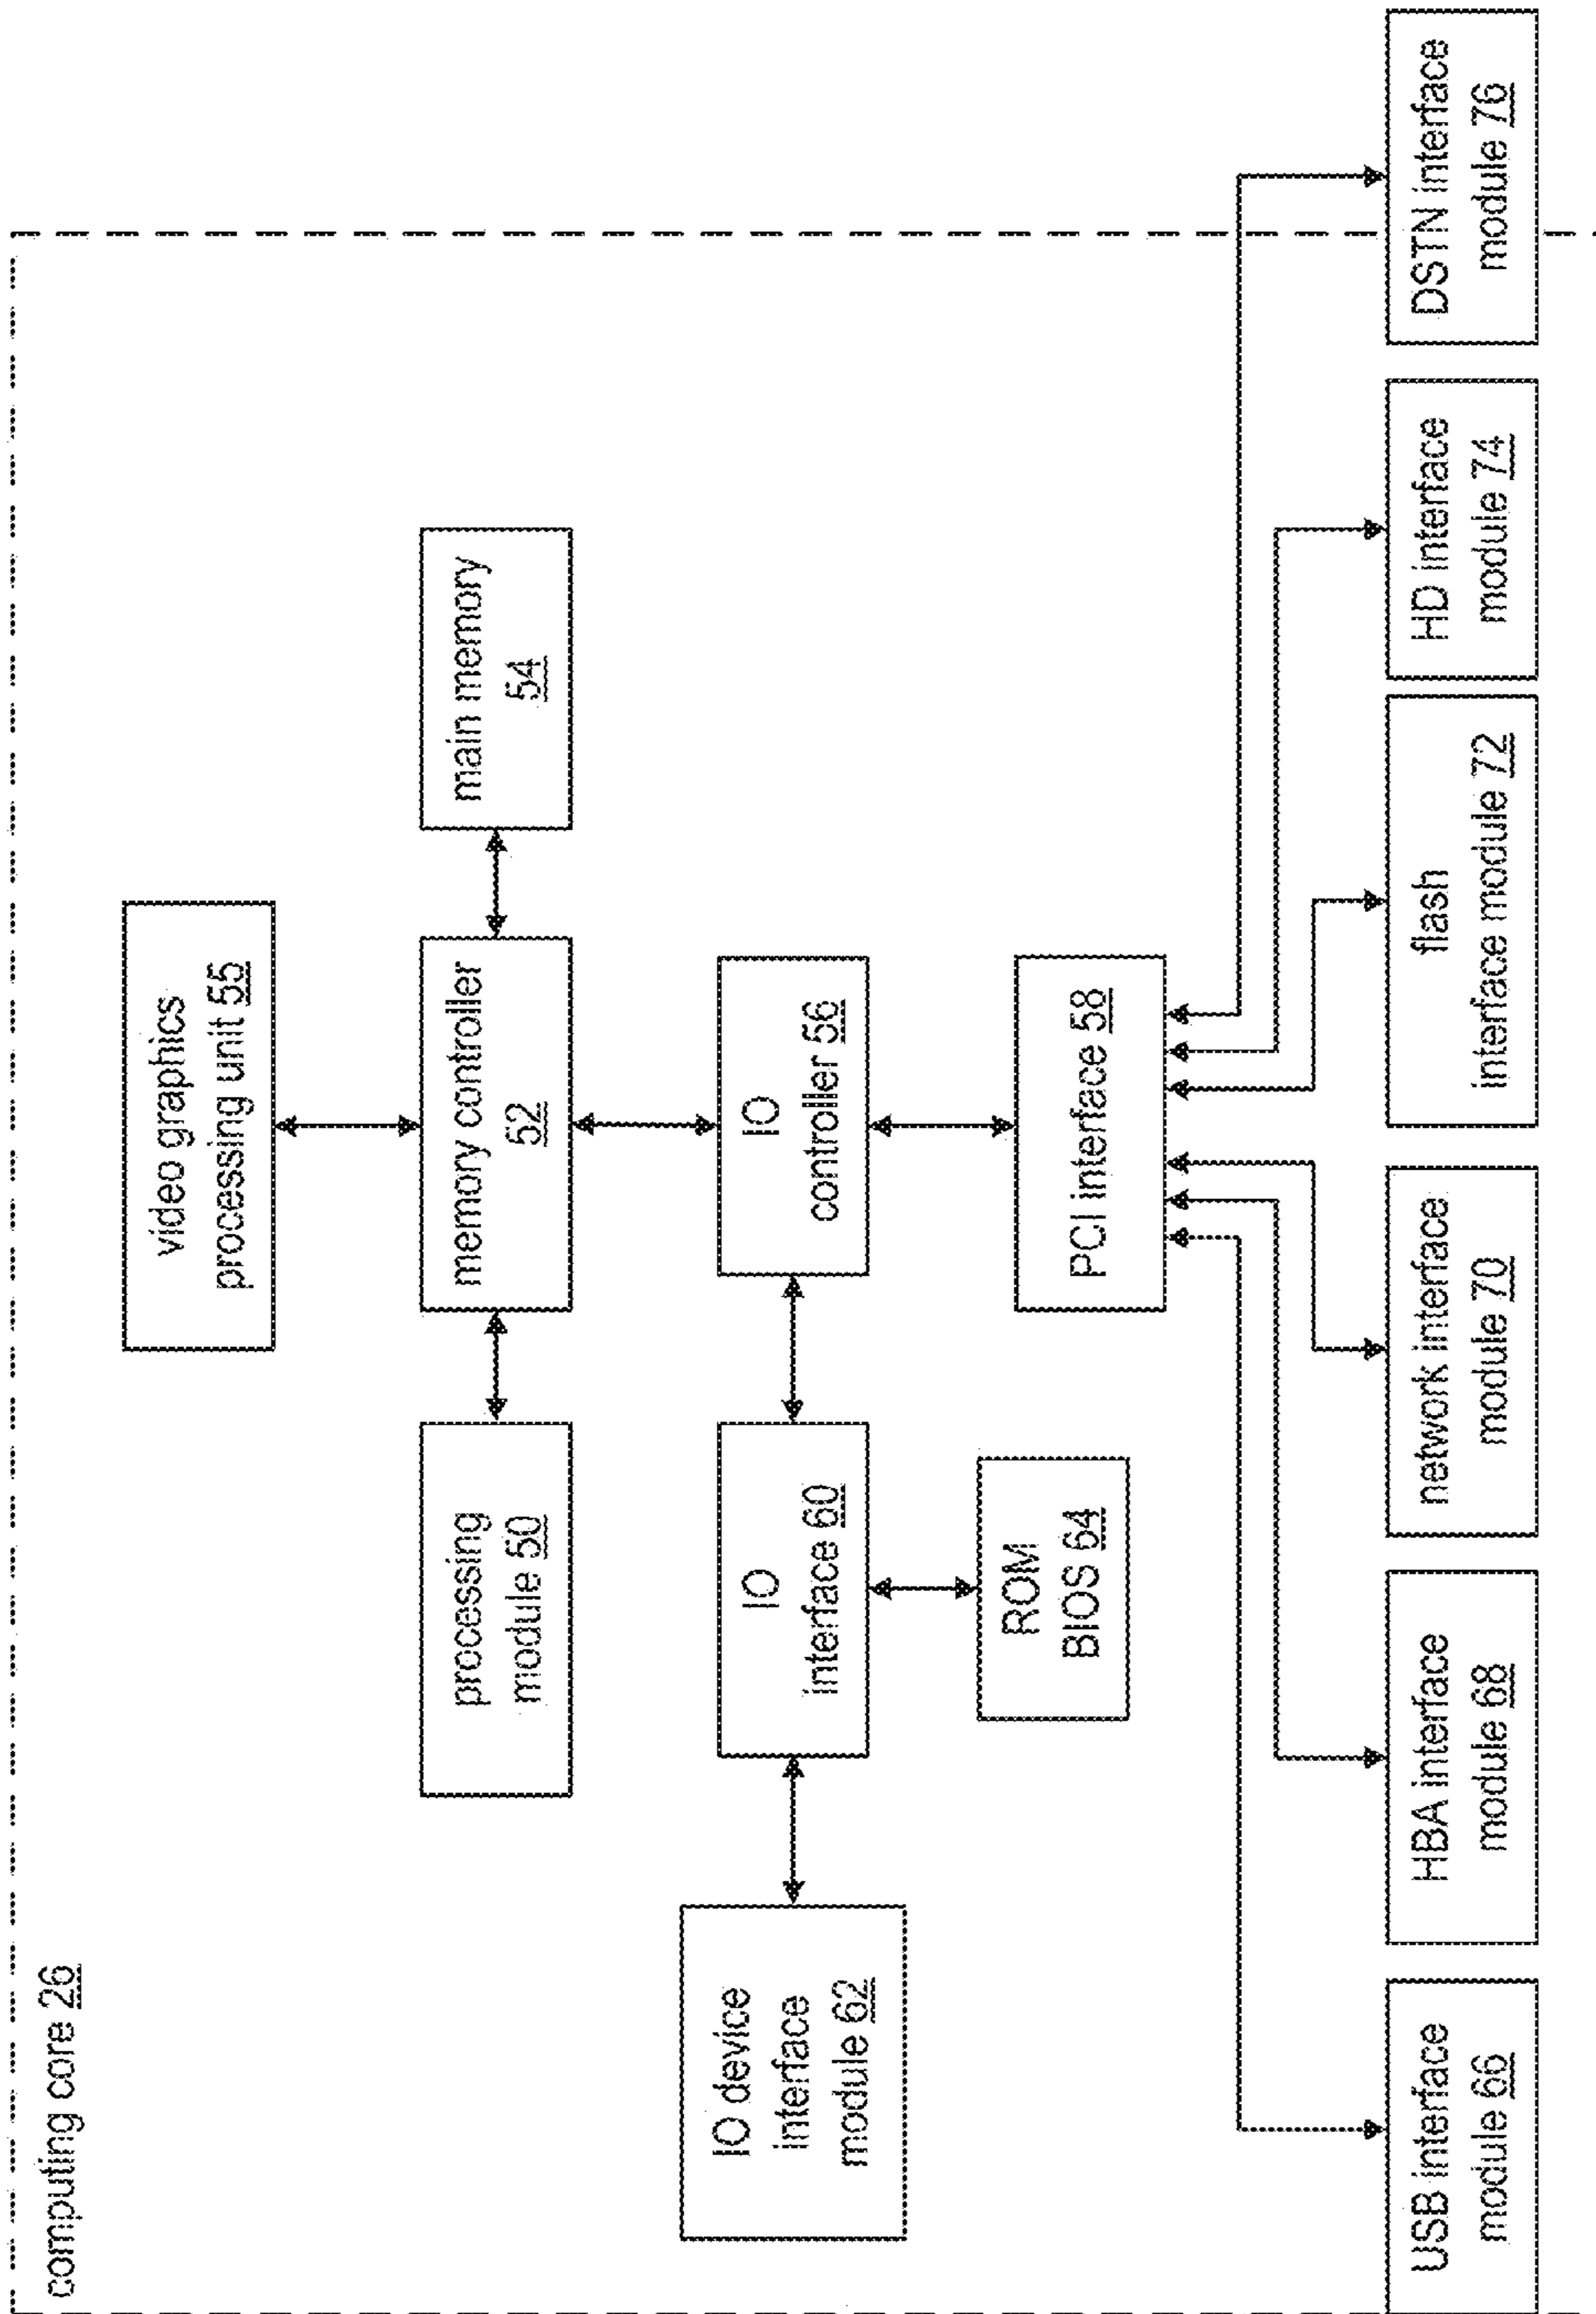 computing core 26
video graphics
processing unit 55
processing
module 50
memory controller
52
main memory
54
IO device
interface
module 62
IO
interface 60
IO
controller 56
ROM
BIOS 64
PCI interface 58
USB interface
module 66
HBA interface
module 68
network interface
module 70
flash
interface module 72
HD interface
module 74
DSTN interface
module 76